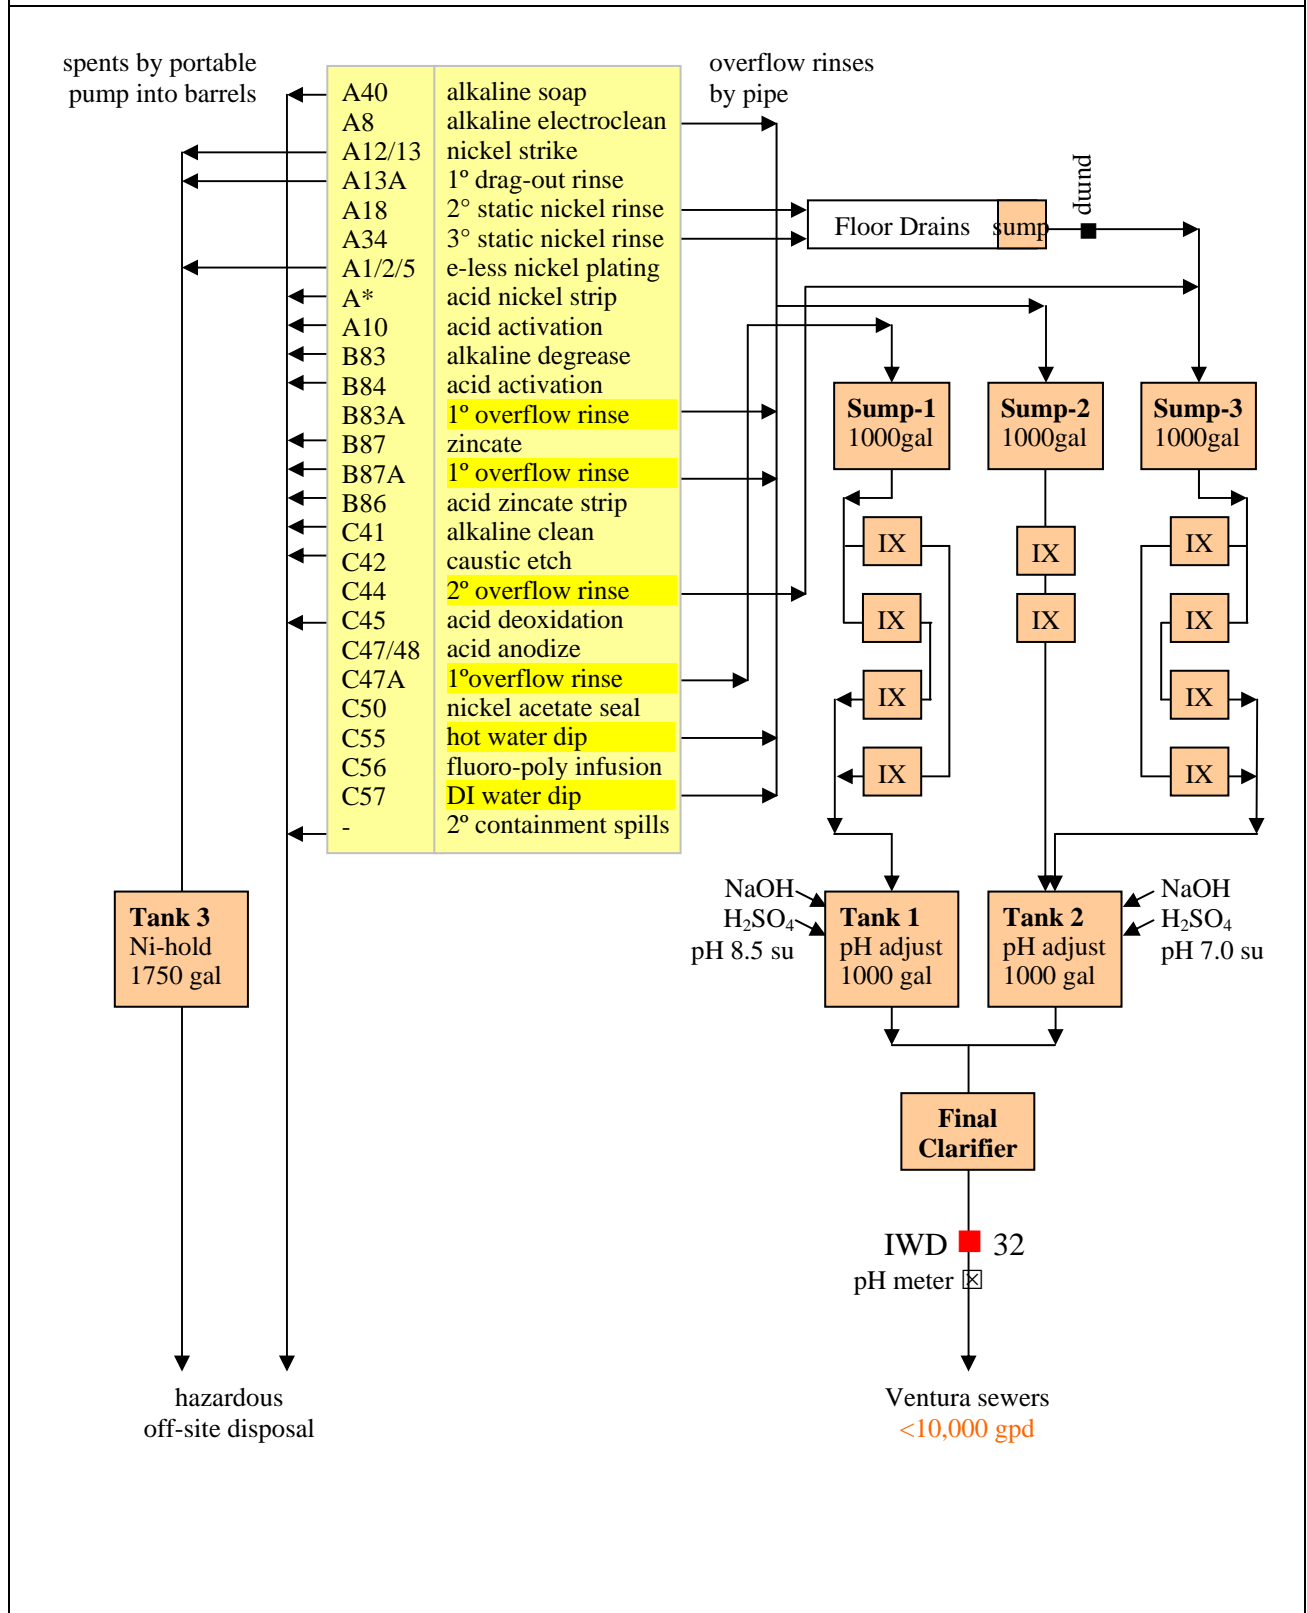 spents by portable
pump into barrels
overflow rinses
by pipe
A40 alkaline soap
A8 alkaline electroclean
A12/13 nickel strike
A13A 1º drag-out rinse
A18 2° static nickel rinse
A34 3° static nickel rinse
A1/2/5 e-less nickel plating
A* acid nickel strip
A10 acid activation
B83 alkaline degrease
B84 acid activation
B83A 1º overflow rinse
B87 zincate
B87A 1º overflow rinse
B86 acid zincate strip
C41 alkaline clean
C42 caustic etch
C44 2º overflow rinse
C45 acid deoxidation
C47/48 acid anodize
C47A 1ºoverflow rinse
C50 nickel acetate seal
C55 hot water dip
C56 fluoro-poly infusion
C57 DI water dip
- 2º containment spills
Floor Drains
sump
pump
Sump-1
1000gal
Sump-2
1000gal
Sump-3
1000gal
IX
IX
IX
IX
IX
IX
IX
IX
IX
IX
Tank 3
Ni-hold
1750 gal
NaOH
H₂SO₄
pH 8.5 su
Tank 1
pH adjust
1000 gal
Tank 2
pH adjust
1000 gal
NaOH
H₂SO₄
pH 7.0 su
Final
Clarifier
IWD 32
pH meter
hazardous
off-site disposal
Ventura sewers
<10,000 gpd